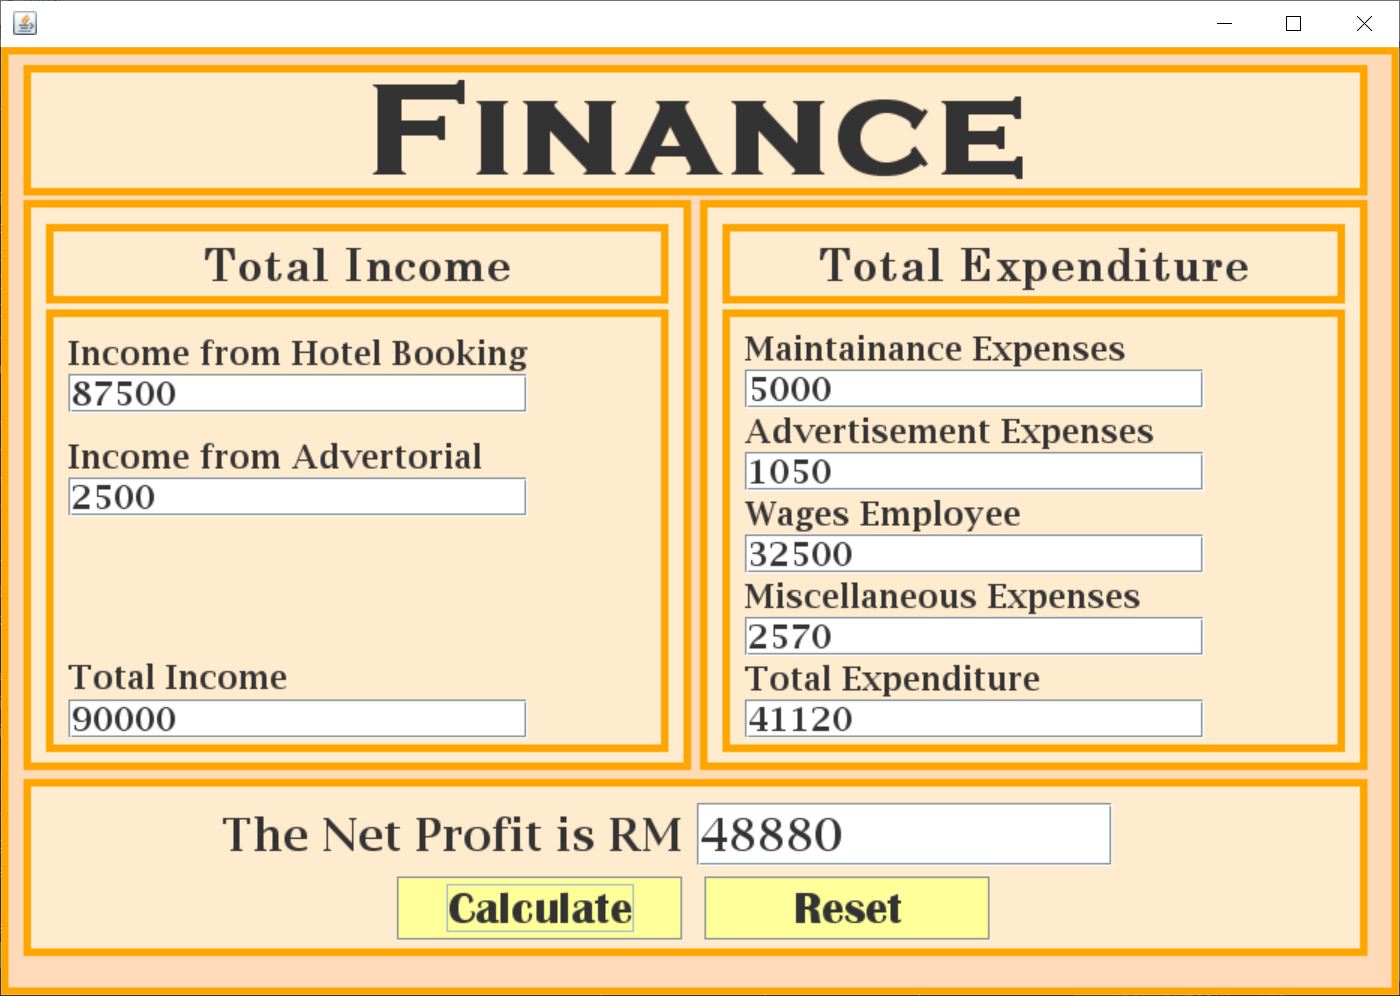 Finance
Total Income
Income from Hotel Booking
87500
Income from Advertorial
2500
Total Income
90000
Total Expenditure
Maintainance Expenses
5000
Advertisement Expenses
1050
Wages Employee
32500
Miscellaneous Expenses
2570
Total Expenditure
41120
The Net Profit is RM 48880
Calculate Reset